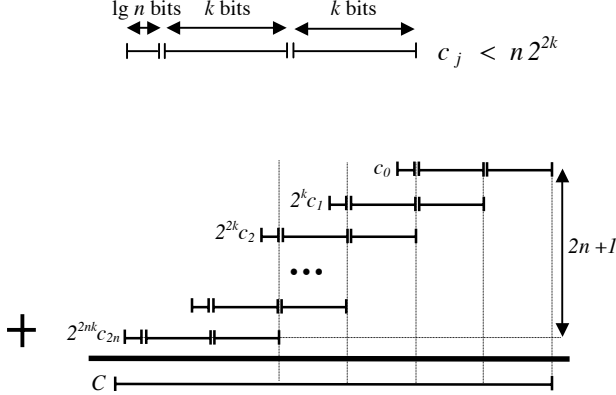 lg n bits k bits k bits
c_j < n 2^{2k}
c_0
2^k c_1
2^{2k} c_2
•••
2n+1
+ 2^{2nk} c_{2n}
C